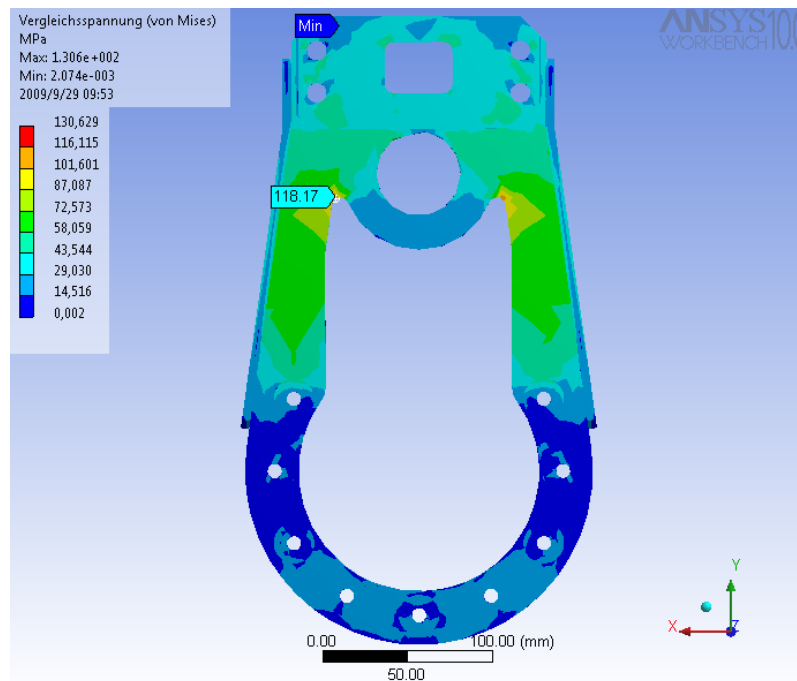 Vergleichsspannung (von Mises)
MPa
Max: 1.306e+002
Min: 2.074e-003
2009/9/29 09:53
130,629
116,115
101,601
87,087
72,573
58,059
43,544
29,030
14,516
0,002
Min
118.17
ANSYS 10.0
WORKBENCH
Y
X
Z
0.00 100.00 (mm)
50.00